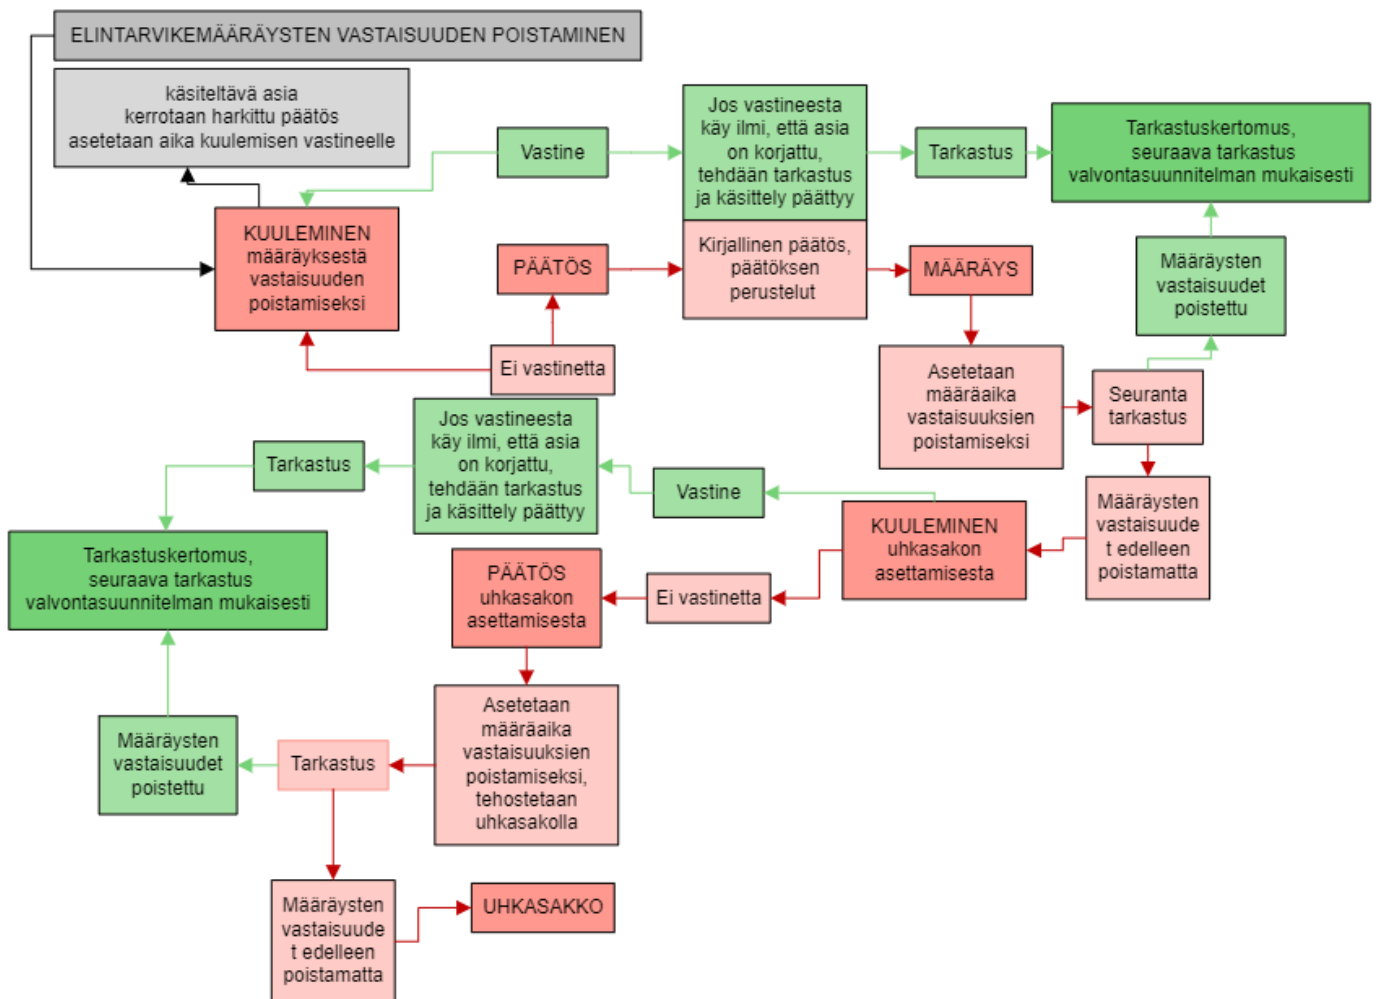 ELINTARVIKEMÄÄRÄYSTEN VASTAISUUDEN POISTAMINEN
käsiteltävä asia
kerrotaan harkittu päätös
asetetaan aika kuulemisen vastineelle
KUULEMINEN
määräyksestä
vastaisuuden
poistamiseksi
Vastine
Jos vastineesta
käy ilmi, että asia
on korjattu,
tehdään tarkastus
ja käsittely päättyy
Tarkastus
Tarkastuskertomus,
seuraava tarkastus
valvontasuunnitelman mukaisesti
Ei vastinetta
PÄÄTÖS
Kirjallinen päätös,
päätöksen
perustelut
MÄÄRÄYS
Asetetaan
määräaika
vastaisuuksien
poistamiseksi
Seuranta
tarkastus
Määräysten
vastaisuudet
poistettu
Määräysten
vastaisuude
t edelleen
poistamatta
KUULEMINEN
uhkasakon
asettamisesta
Vastine
Jos vastineesta
käy ilmi, että asia
on korjattu,
tehdään tarkastus
ja käsittely päättyy
Tarkastus
Tarkastuskertomus,
seuraava tarkastus
valvontasuunnitelman mukaisesti
Ei vastinetta
PÄÄTÖS
uhkasakon
asettamisesta
Asetetaan
määräaika
vastaisuuksien
poistamiseksi,
tehostetaan
uhkasakolla
Tarkastus
Määräysten
vastaisuudet
poistettu
Määräysten
vastaisuude
t edelleen
poistamatta
UHKASAKKO